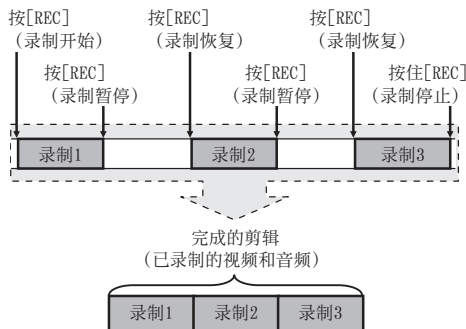 按[REC]
(录制开始)
按[REC]
(录制恢复)
按[REC]
(录制恢复)
按[REC]
(录制暂停)
按[REC]
(录制暂停)
按住[REC]
(录制停止)
录制1
录制2
录制3
完成的剪辑
(已录制的视频和音频)
录制1
录制2
录制3